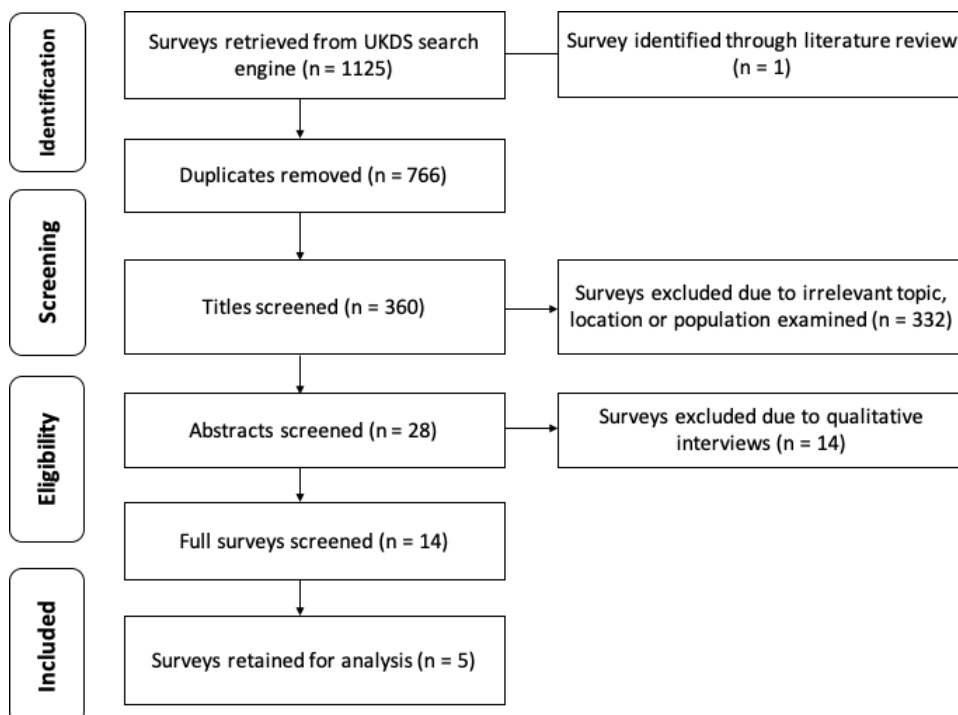 Identification
Surveys retrieved from UKDS search
engine (n = 1125)
Survey identified through literature review
(n = 1)
Duplicates removed (n = 766)
Screening
Titles screened (n = 360)
Surveys excluded due to irrelevant topic,
location or population examined (n = 332)
Eligibility
Abstracts screened (n = 28)
Surveys excluded due to qualitative
interviews (n = 14)
Full surveys screened (n = 14)
Included
Surveys retained for analysis (n = 5)